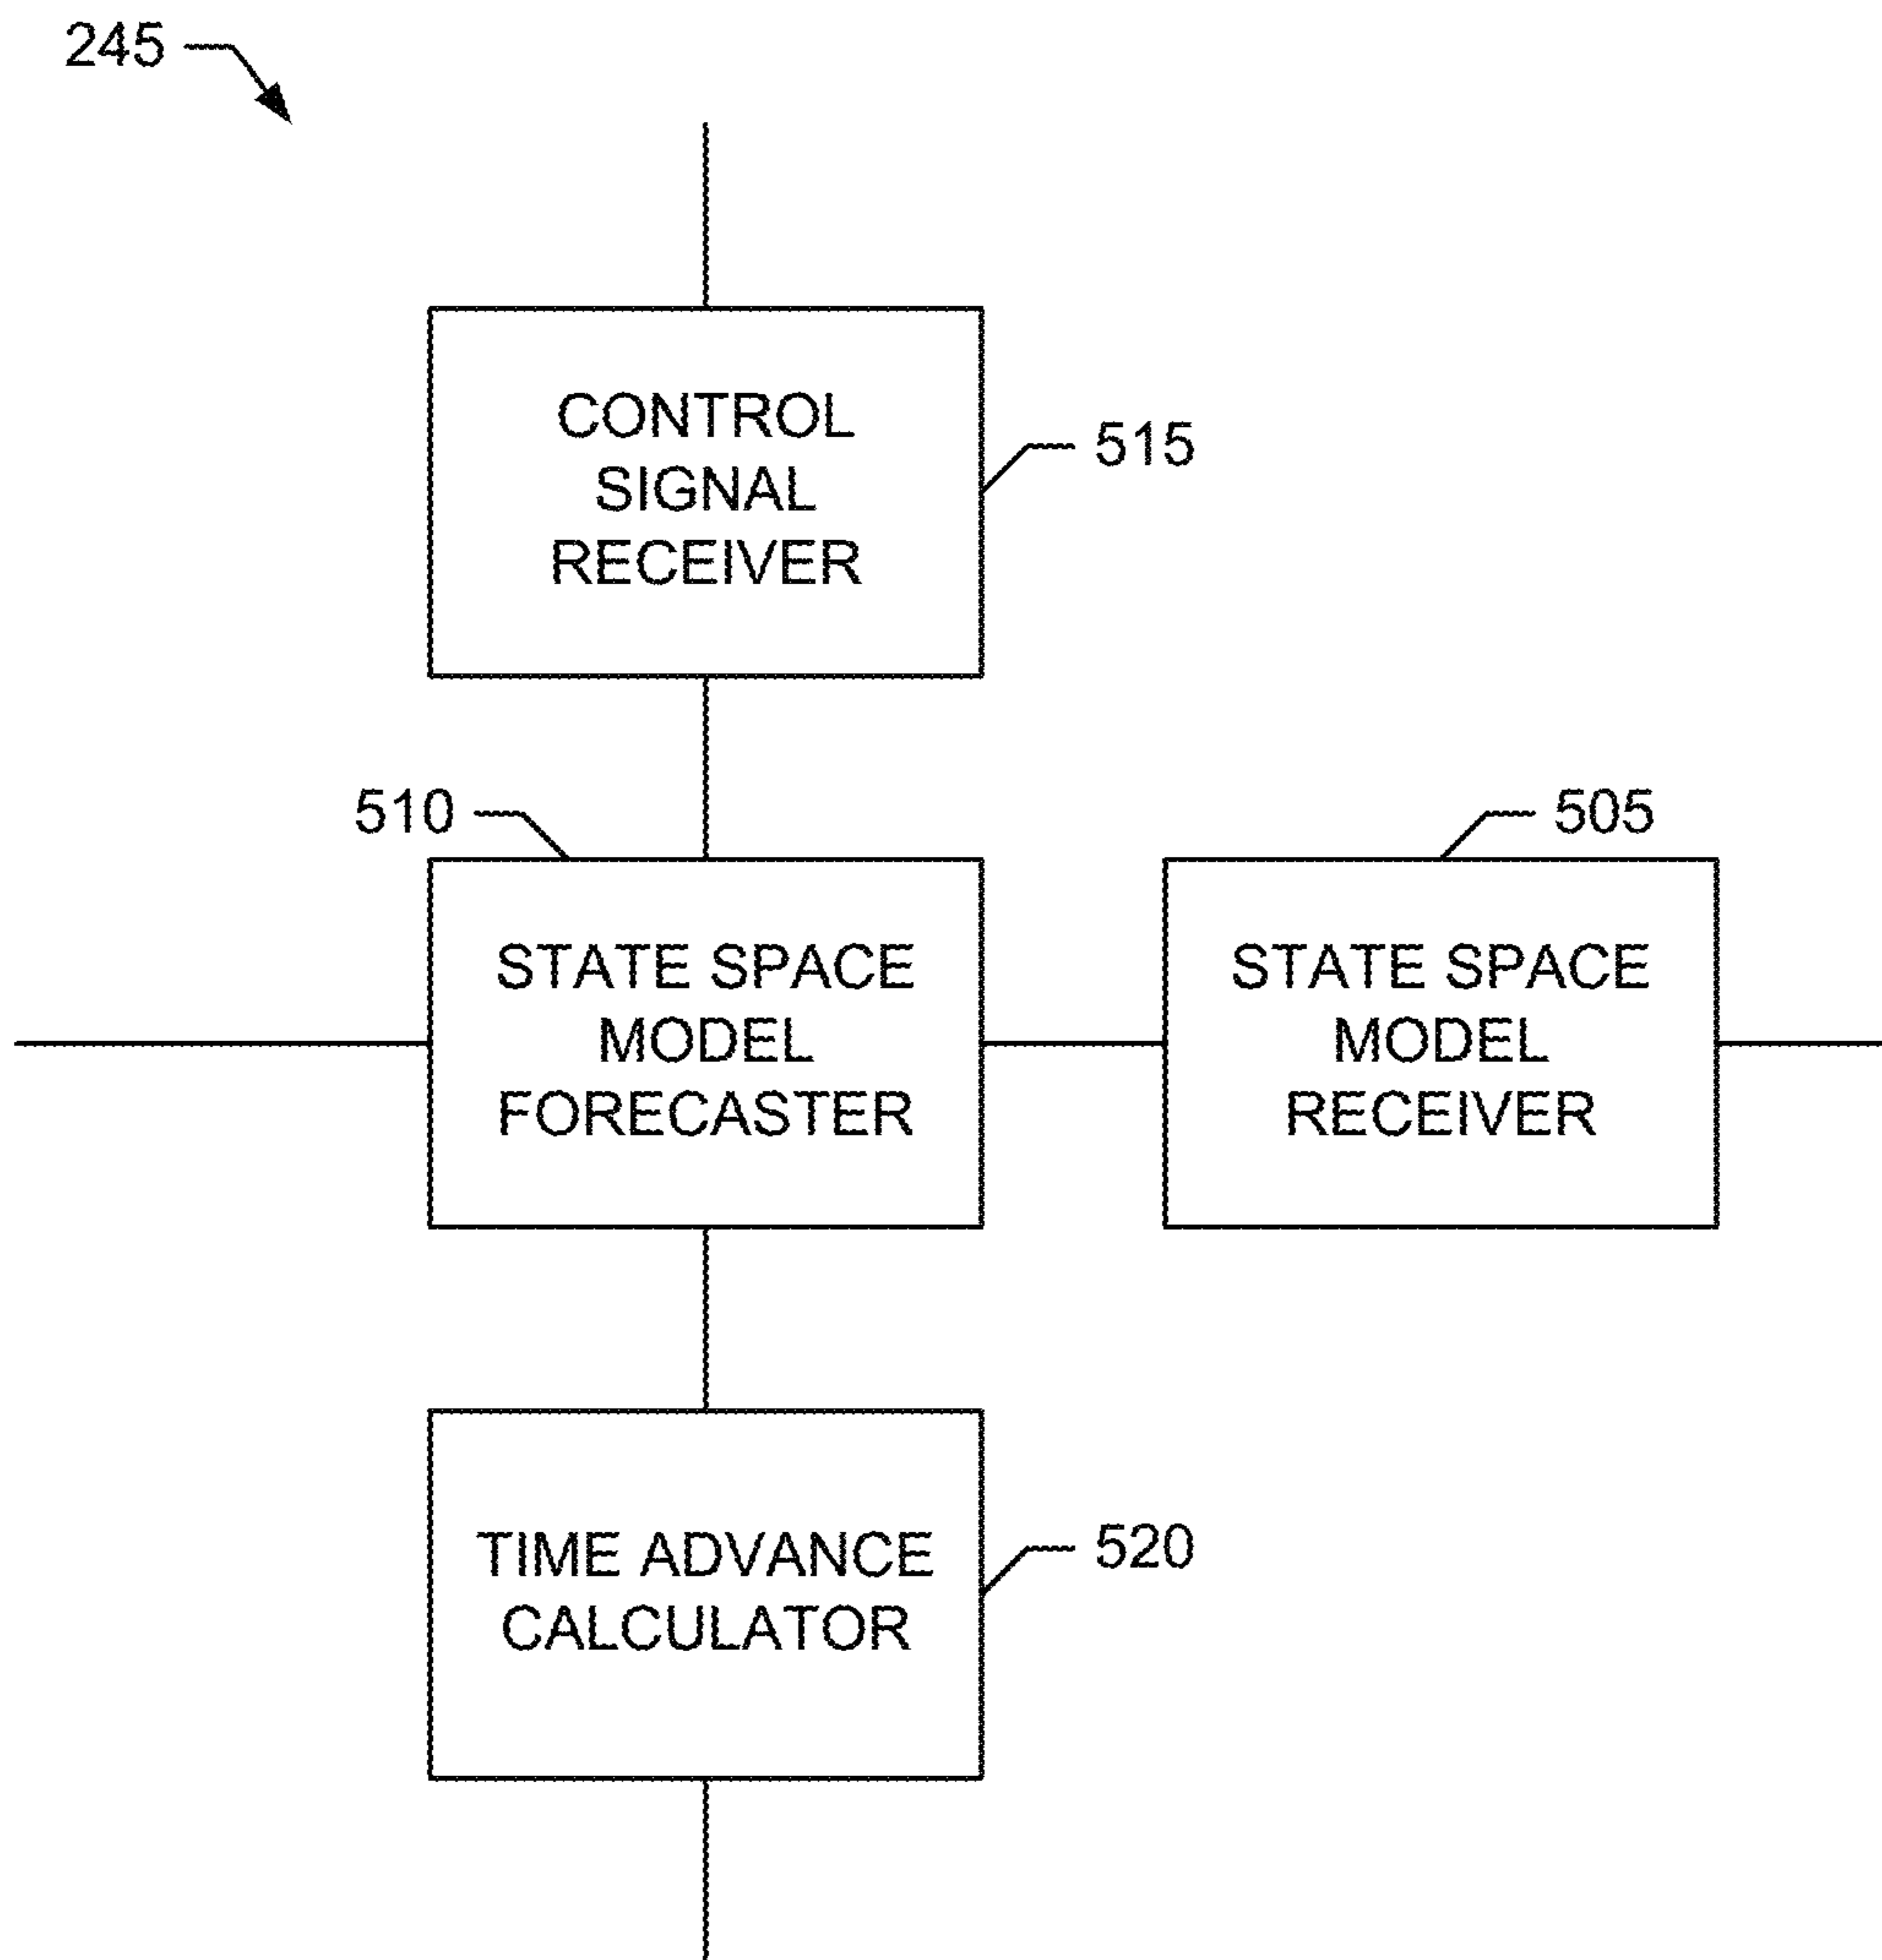 245
CONTROL
SIGNAL
RECEIVER
515
510
505
STATE SPACE
MODEL
FORECASTER
STATE SPACE
MODEL
RECEIVER
TIME ADVANCE
CALCULATOR
520